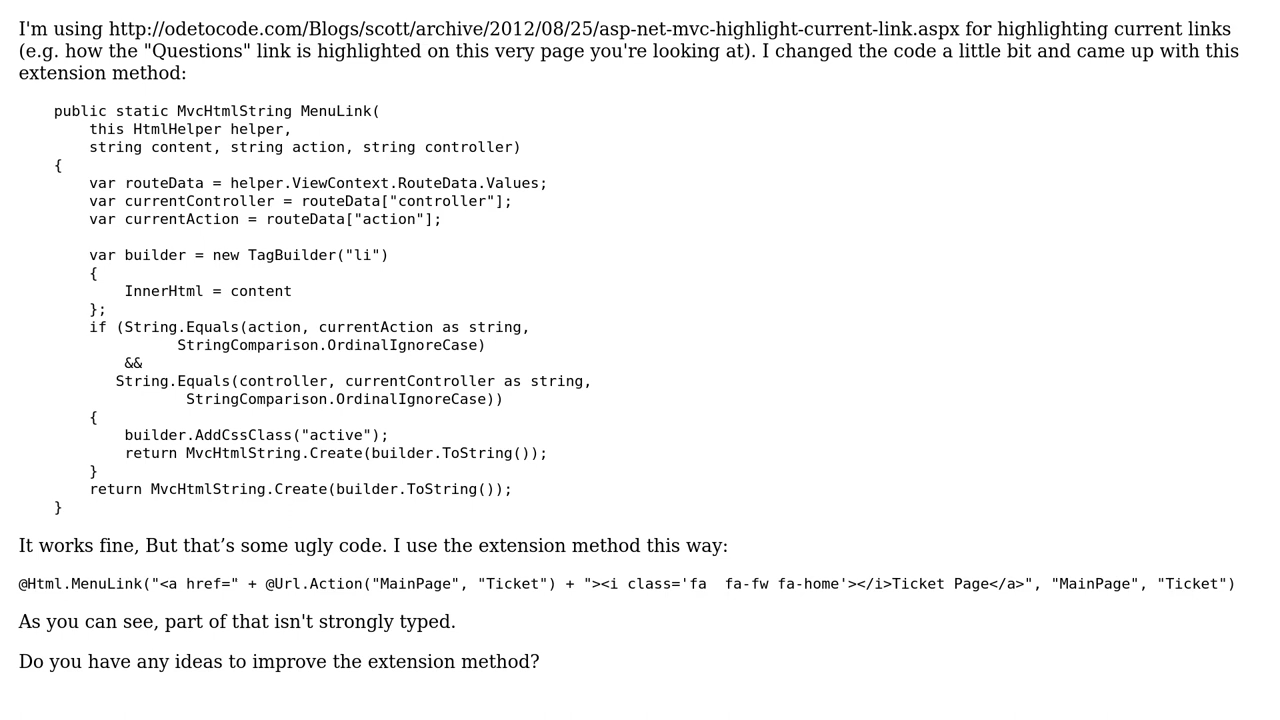 I'm using http://odetocode.com/Blogs/scott/archive/2012/08/25/asp-net-mvc-highlight-current-link.aspx for highlighting current links
(e.g. how the "Questions" link is highlighted on this very page you're looking at). I changed the code a little bit and came up with this
extension method:
public static MvcHtmlString MenuLink(
    this HtmlHelper helper,
    string content, string action, string controller)
{
    var routeData = helper.ViewContext.RouteData.Values;
    var currentController = routeData["controller"];
    var currentAction = routeData["action"];

    var builder = new TagBuilder("li")
    {
        InnerHtml = content
    };
    if (String.Equals(action, currentAction as string,
              StringComparison.OrdinalIgnoreCase)
        &&
       String.Equals(controller, currentController as string,
               StringComparison.OrdinalIgnoreCase))
    {
        builder.AddCssClass("active");
        return MvcHtmlString.Create(builder.ToString());
    }
    return MvcHtmlString.Create(builder.ToString());
}
It works fine, But that’s some ugly code. I use the extension method this way:
@Html.MenuLink("<a href=" + @Url.Action("MainPage", "Ticket") + "><i class='fa  fa-fw fa-home'></i>Ticket Page</a>", "MainPage", "Ticket")
As you can see, part of that isn't strongly typed.
Do you have any ideas to improve the extension method?